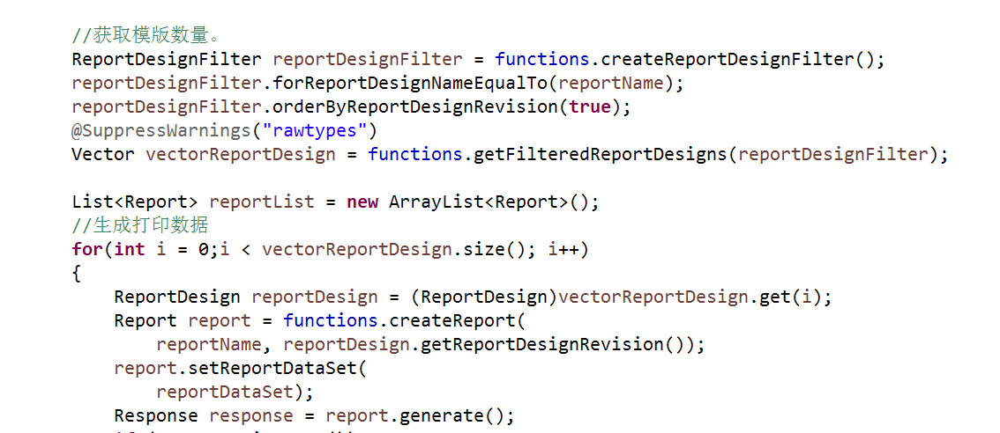 //获取模版数量。
ReportDesignFilter reportDesignFilter = functions.createReportDesignFilter();
reportDesignFilter.forReportDesignNameEqualTo(reportName);
reportDesignFilter.orderByReportDesignRevision(true);
@SuppressWarnings("rawtypes")
Vector vectorReportDesign = functions.getFilteredReportDesigns(reportDesignFilter);
List<Report> reportList = new ArrayList<Report>();
//生成打印数据
for(int i = 0;i < vectorReportDesign.size(); i++)
{
ReportDesign reportDesign = (ReportDesign)vectorReportDesign.get(i);
Report report = functions.createReport(
reportName, reportDesign.getReportDesignRevision());
report.setReportDataSet(
reportDataSet);
Response response = report.generate();